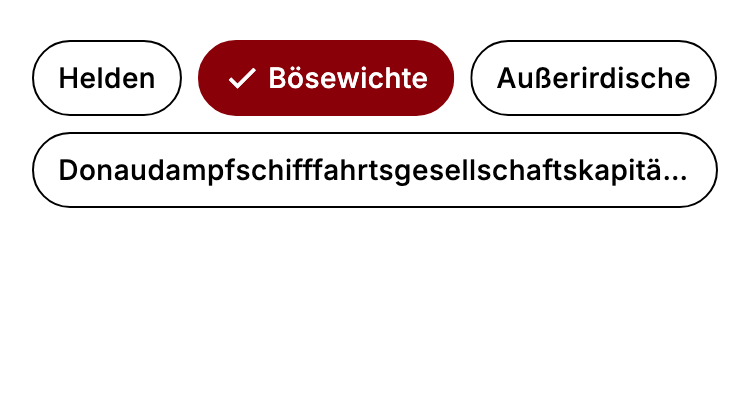 Helden Bösewichte Außerirdische
Donaudampfschifffahrtsgesellschaftskapitä...